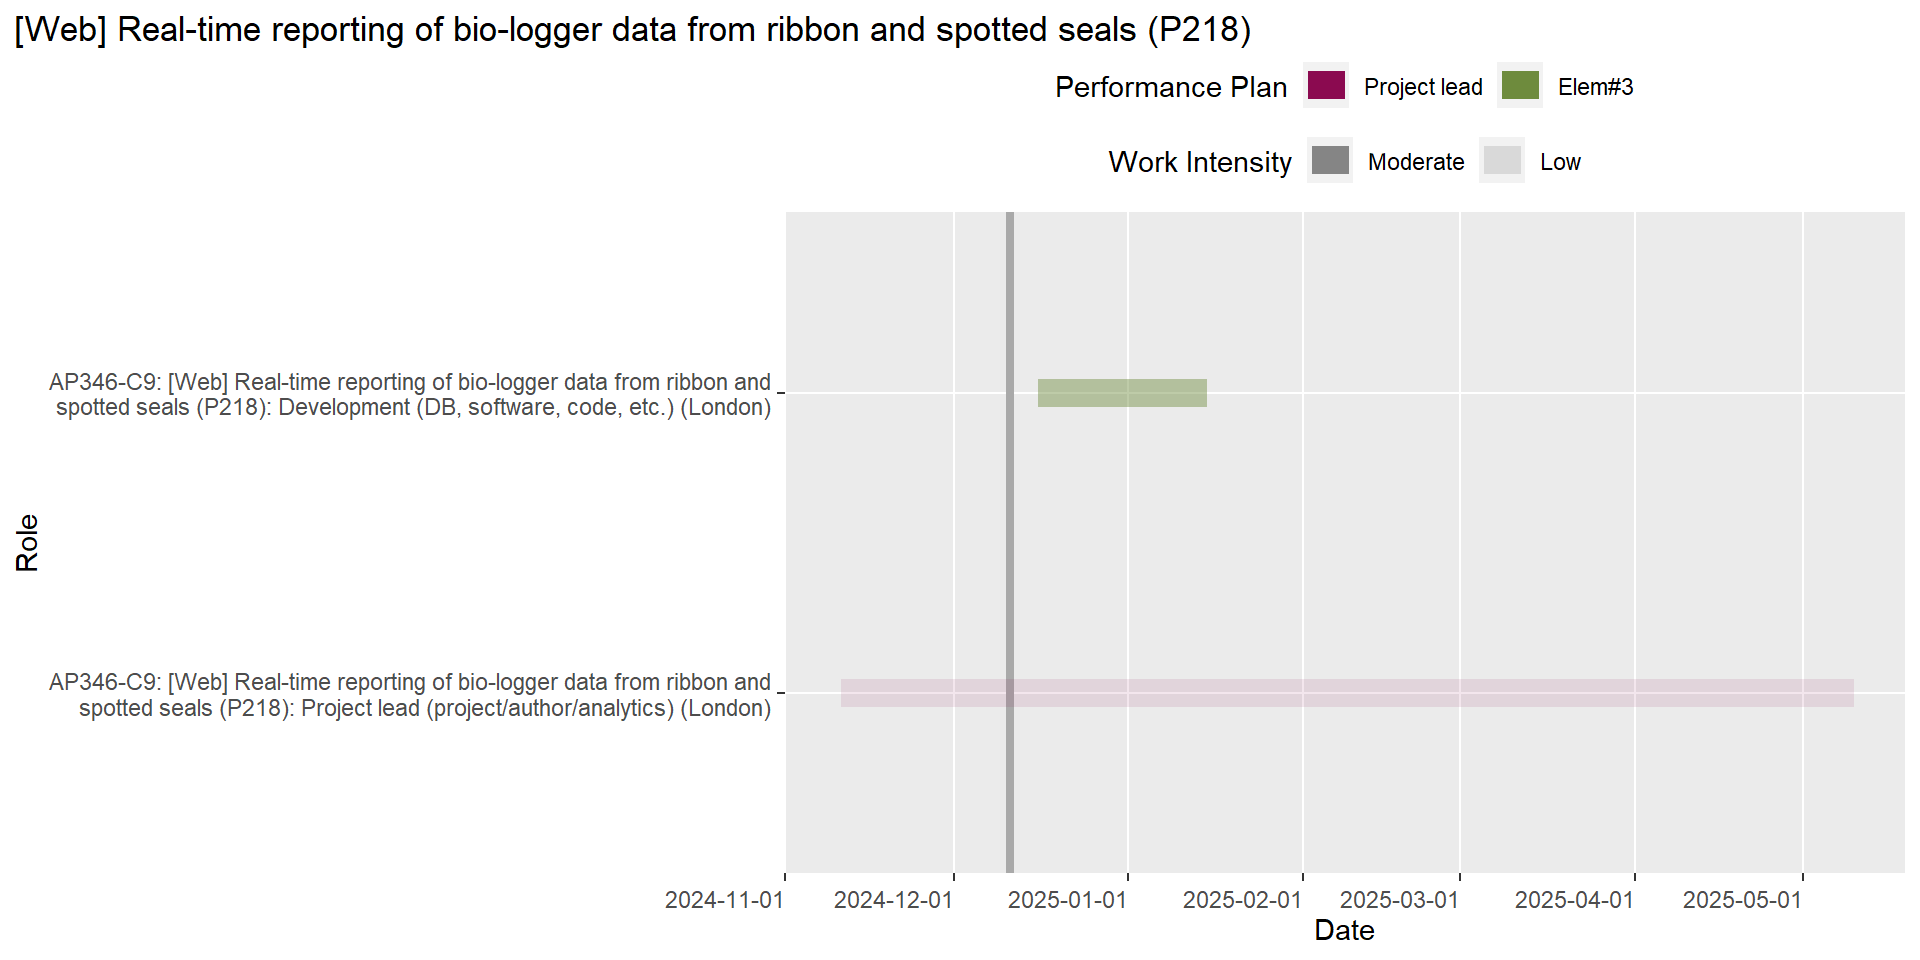 [Web] Real-time reporting of bio-logger data from ribbon and spotted seals (P218)
Performance Plan Project lead Elem#3
Work Intensity Moderate Low
AP346-C9: [Web] Real-time reporting of bio-logger data from ribbon and
spotted seals (P218): Development (DB, software, code, etc.) (London)
Role
AP346-C9: [Web] Real-time reporting of bio-logger data from ribbon and
spotted seals (P218): Project lead (project/author/analytics) (London)
2024-11-01 2024-12-01 2025-01-01 2025-02-01 2025-03-01 2025-04-01 2025-05-01
Date